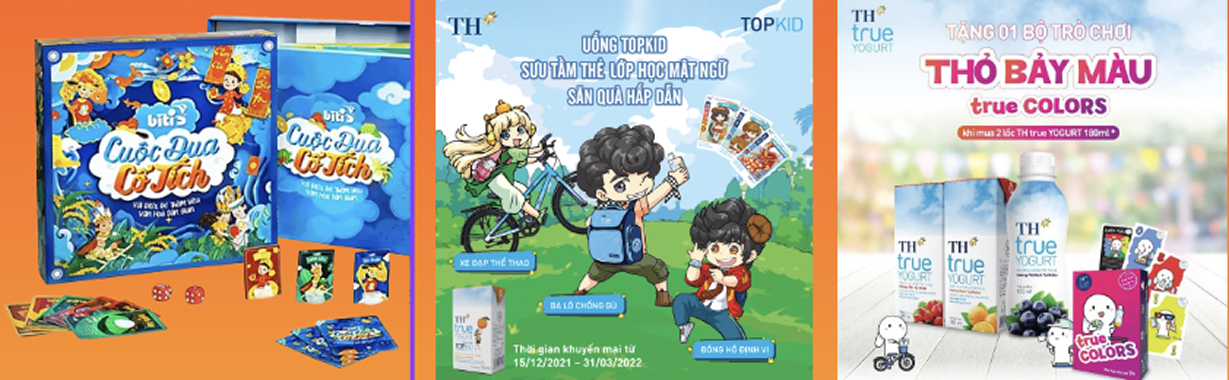 bitis
Cuộc Đua
Cổ Tích
bitis
Cuộc Đua
Cổ Tích
TH
TOPKID
UỐNG TOPKID
SƯU TẦM THẺ LỚP HỌC MẬT NGỮ
SĂN QUÀ HẤP DẪN
XE ĐẠP THỂ THAO
BA LÔ CHỐNG GÙ
ĐỒNG HỒ ĐỊNH VỊ
TH
true
Thời gian khuyến mại từ
15/12/2021 – 31/03/2022
TH
true
YOGURT
TẶNG 01 BỘ TRÒ CHƠI
THỎ BẢY MÀU
true COLORS
khi mua 2 lốc TH true YOGURT 180ml*
TH
true
YOGURT
TH
true
YOGURT
TH
true
YOGURT
true
COLORS